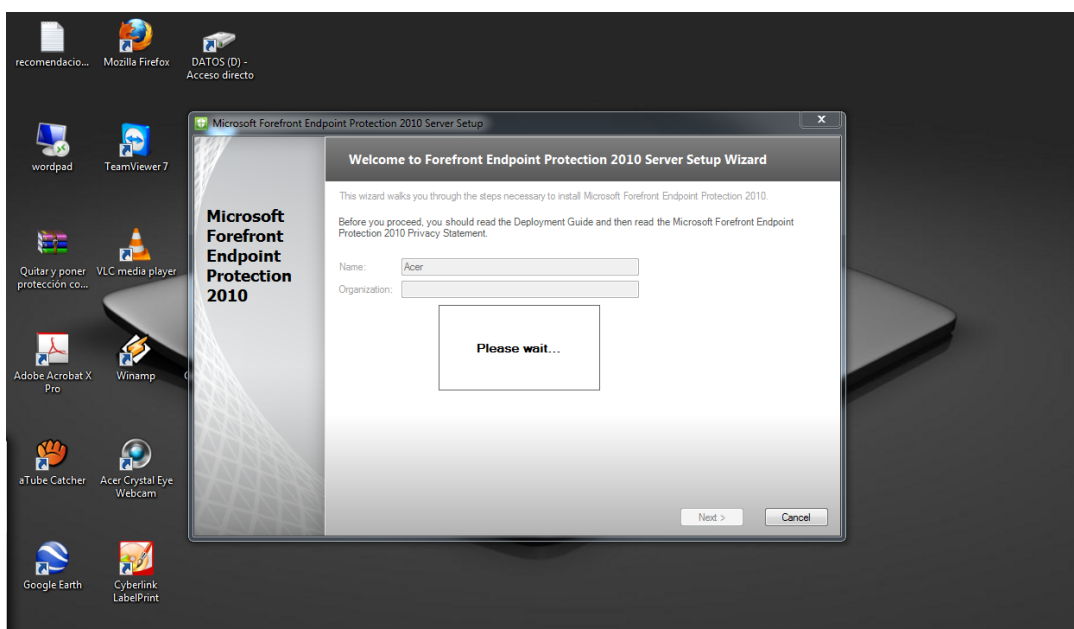 recomendacio...
Mozilla Firefox
DATOS (D) -
Acceso directo
Microsoft Forefront Endpoint Protection 2010 Server Setup
x
wordpad
TeamViewer 7
Welcome to Forefront Endpoint Protection 2010 Server Setup Wizard
This wizard walks you through the steps necessary to install Microsoft Forefront Endpoint Protection 2010.
Before you proceed, you should read the Deployment Guide and then read the Microsoft Forefront Endpoint
Protection 2010 Privacy Statement.
Microsoft
Forefront
Endpoint
Protection
2010
Name:
Acer
Organization:
Please wait...
Quitar y poner
protección co...
VLC media player
Adobe Acrobat X
Pro
Winamp
aTube Catcher
Acer Crystal Eye
Webcam
Next >
Cancel
Google Earth
Cyberlink
LabelPrint